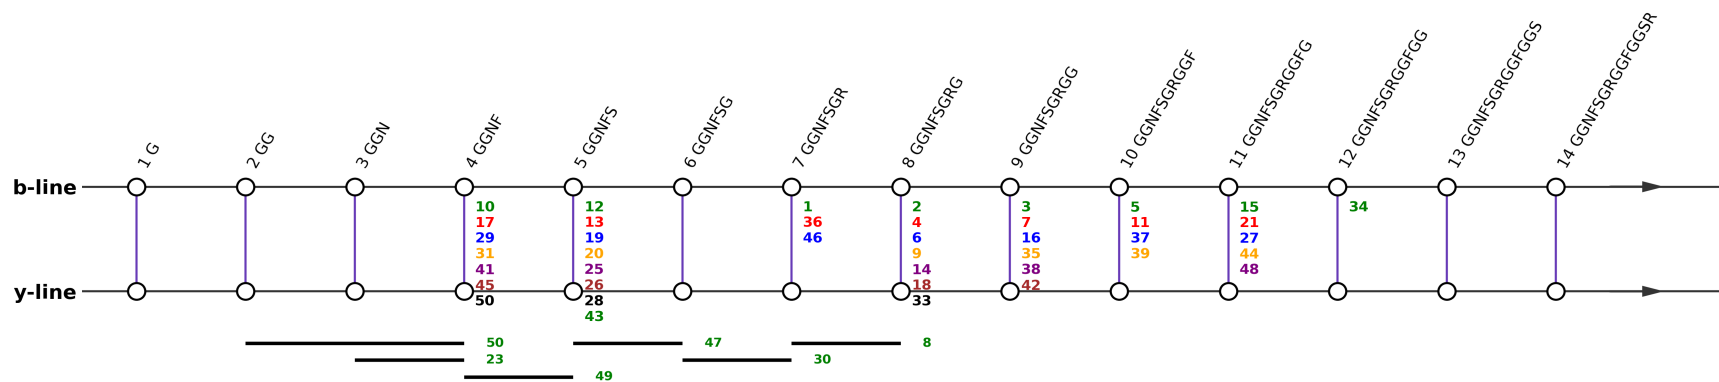 1 G
2 GG
3 GGN
4 GGNF
5 GGNFS
6 GGNFSG
7 GGNFSGR
8 GGNFSGRG
9 GGNFSGRGG
10 GGNFSGRGGF
11 GGNFSGRGGFG
12 GGNFSGRGGFGG
13 GGNFSGRGGFGGS
14 GGNFSGRGGFGGSR
b-line
10 12 1 2 3 5 15 34
17 13 36 4 7 11 21
29 19 46 6 16 37 27
31 20 9 35 39 44
41 25 14 38 48
45 26 18 42
y-line
50 28 33
43
50 47 8
23 30
49